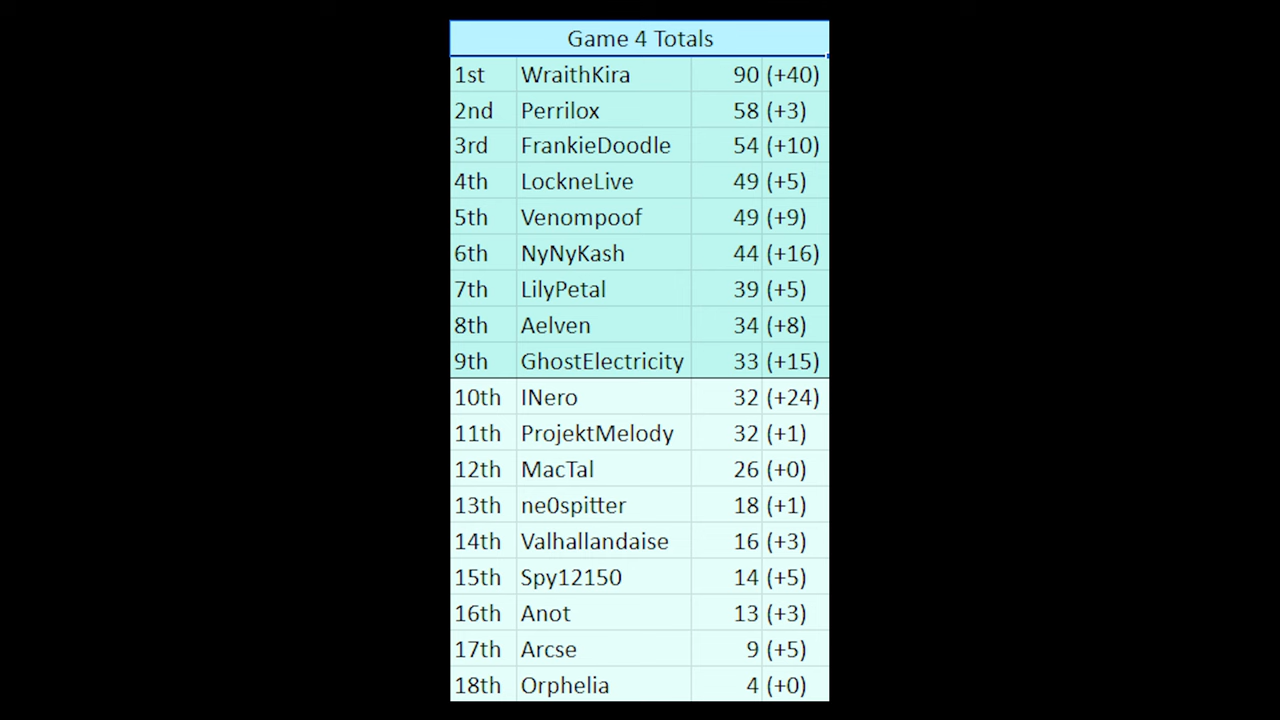 Game 4 Totals
1st WraithKira 90 (+40)
2nd Perrilox 58 (+3)
3rd FrankieDoodle 54 (+10)
4th LockneLive 49 (+5)
5th Venompoof 49 (+9)
6th NyNyKash 44 (+16)
7th LilyPetal 39 (+5)
8th Aelven 34 (+8)
9th GhostElectricity 33 (+15)
10th INero 32 (+24)
11th ProjektMelody 32 (+1)
12th MacTal 26 (+0)
13th ne0spitter 18 (+1)
14th Valhallandaise 16 (+3)
15th Spy12150 14 (+5)
16th Anot 13 (+3)
17th Arcse 9 (+5)
18th Orphelia 4 (+0)